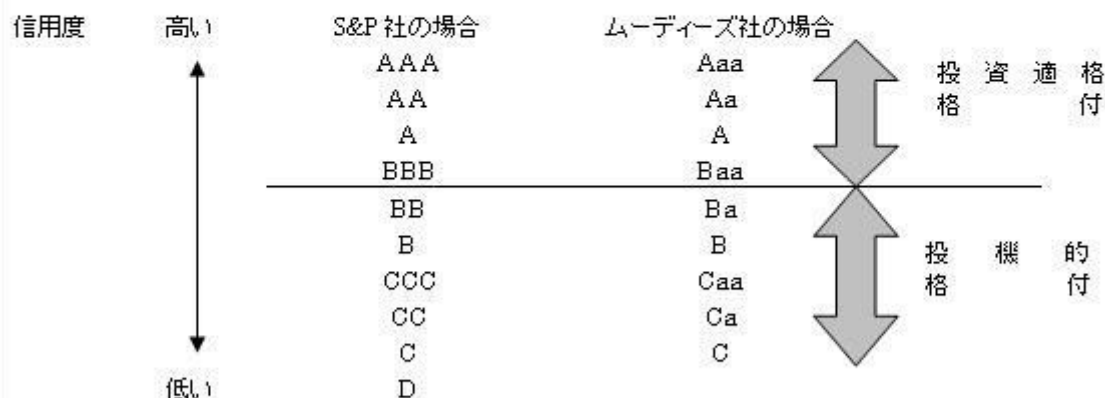 信用度 高い S&P社の場合 ムーディーズ社の場合
AAA Aaa 投資適格
AA Aa 格付
A A
BBB Baa
BB Ba
B B 投機的
CCC Caa 格付
CC Ca
C C
低い D